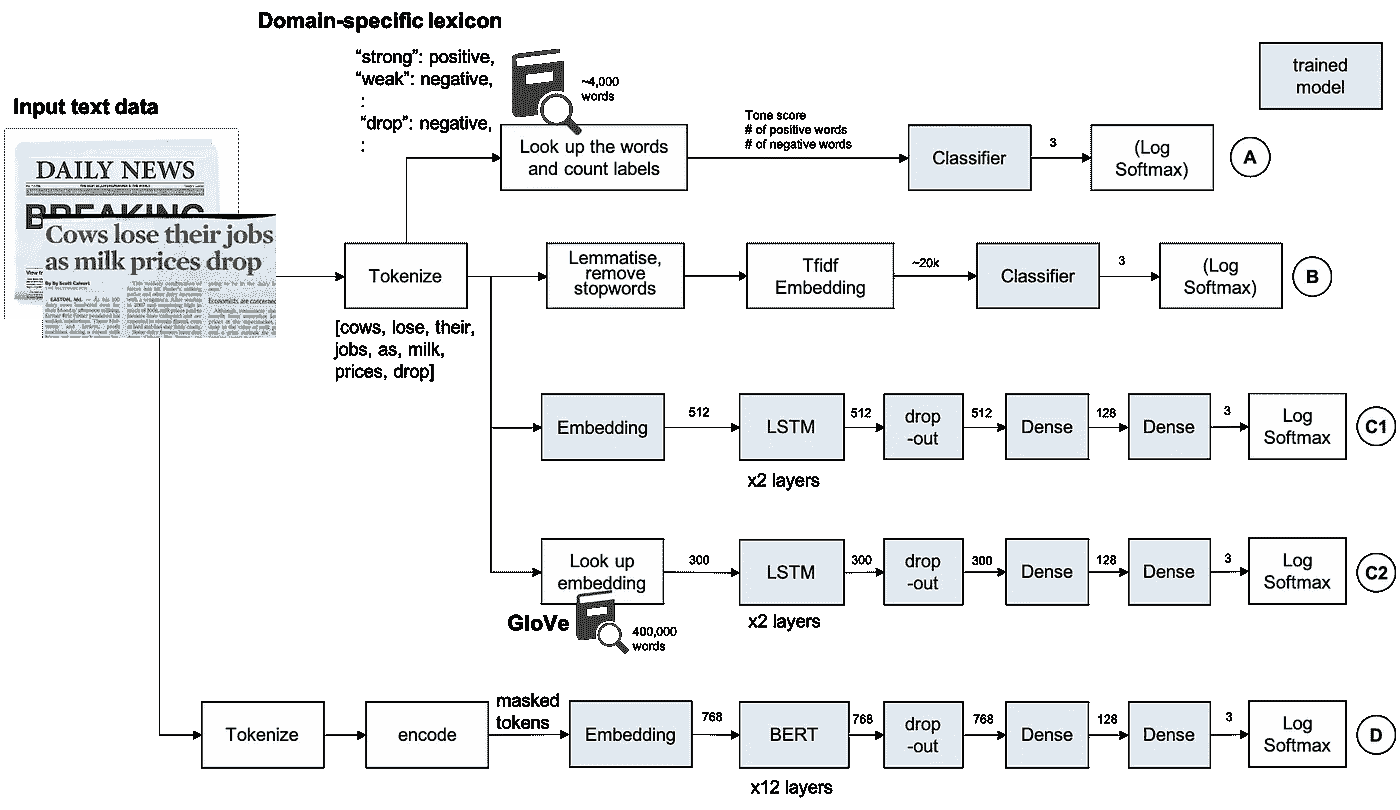 Domain-specific lexicon
"strong": positive,
"weak": negative,
:
"drop": negative,
:
~4,000
words
trained
model
Input text data
DAILY NEWS
BREAKING
Cows lose their jobs
as milk prices drop
By By Scott Calvert
Look up the words
and count labels
Tone score
# of positive words
# of negative words
Classifier
3
(Log
Softmax)
A
Tokenize
[cows, lose, their,
jobs, as, milk,
prices, drop]
Lemmatise,
remove
stopwords
Tfidf
Embedding
~20k
Classifier
3
(Log
Softmax)
B
Embedding
512
LSTM
x2 layers
512
drop
-out
512
Dense
128
Dense
3
Log
Softmax
C1
Look up
embedding
GloVe
400,000
words
300
LSTM
x2 layers
300
drop
-out
300
Dense
128
Dense
3
Log
Softmax
C2
Tokenize
encode
masked
tokens
Embedding
768
BERT
x12 layers
768
drop
-out
768
Dense
128
Dense
3
Log
Softmax
D